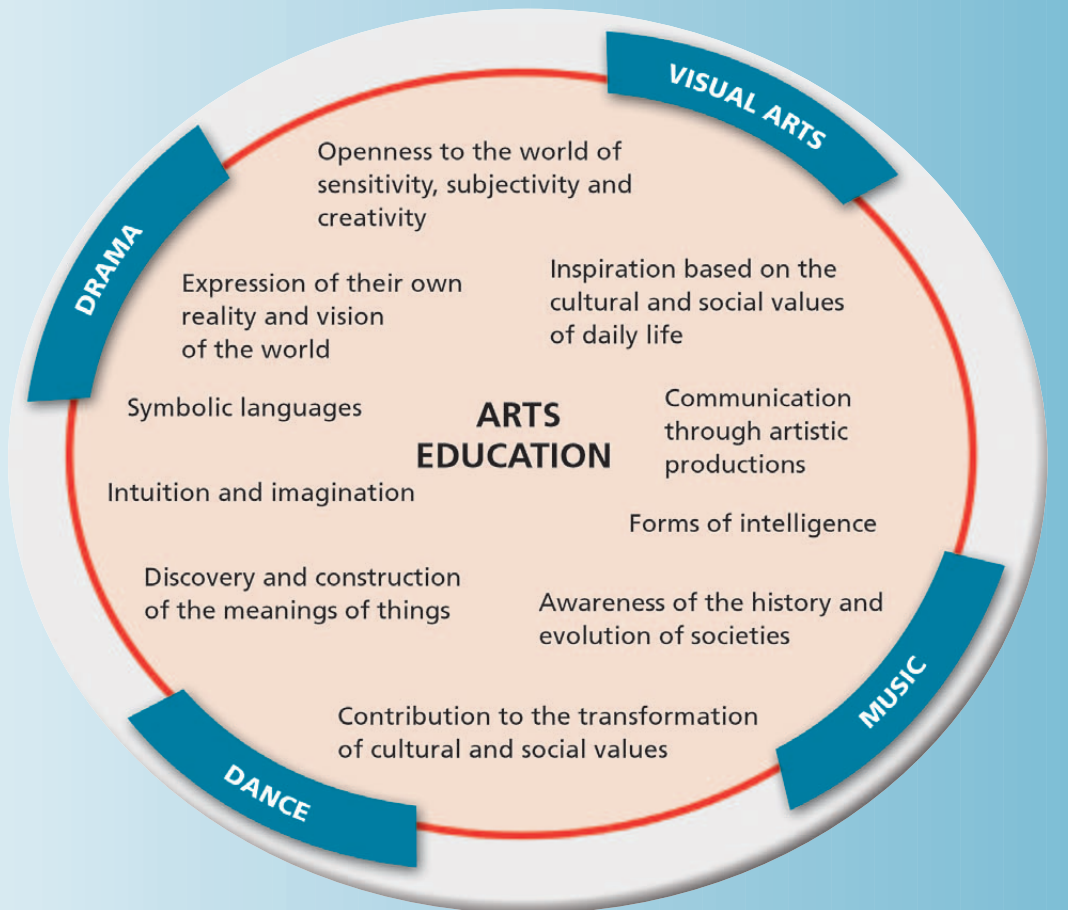 VISUAL ARTS
DRAMA
Openness to the world of
sensitivity, subjectivity and
creativity
Expression of their own
reality and vision
of the world
Inspiration based on the
cultural and social values
of daily life
Symbolic languages
ARTS
EDUCATION
Communication
through artistic
productions
Intuition and imagination
Forms of intelligence
Discovery and construction
of the meanings of things
Awareness of the history and
evolution of societies
Contribution to the transformation
of cultural and social values
MUSIC
DANCE